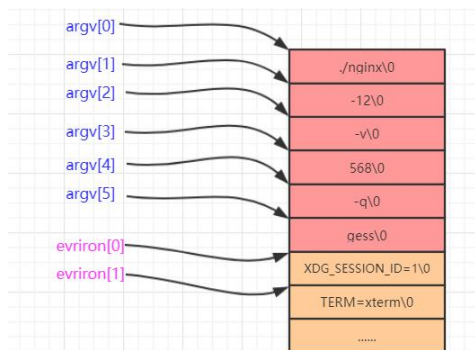 argv[0]
argv[1]
./nginx\0
argv[2]
-12\0
argv[3]
-v\0
argv[4]
568\0
argv[5]
-q\0
gess\0
evriron[0]
XDG_SESSION_ID=1\0
evriron[1]
TERM=xterm\0
......